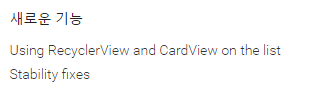 새로운 기능
Using RecyclerView and CardView on the list
Stability fixes